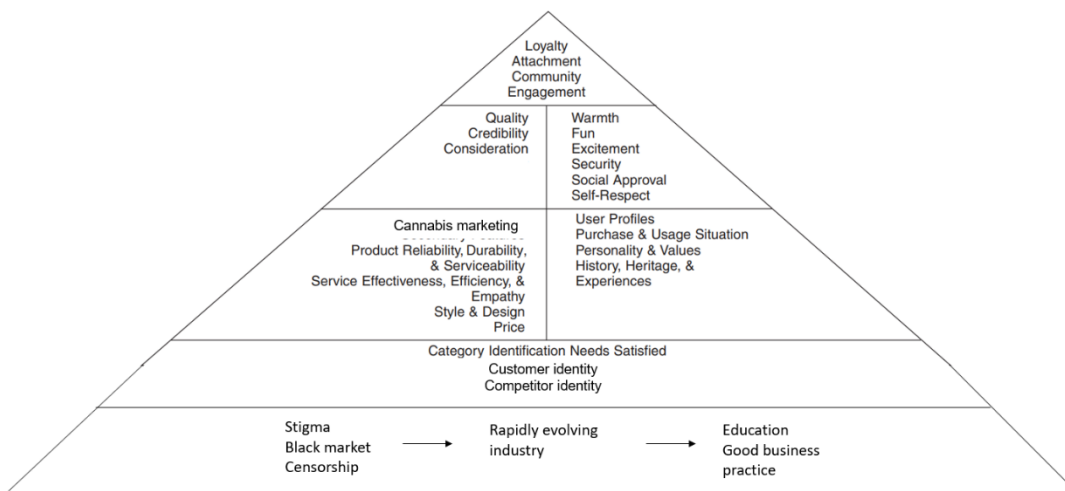 Loyalty
Attachment
Community
Engagement
Quality
Credibility
Consideration
Warmth
Fun
Excitement
Security
Social Approval
Self-Respect
Cannabis marketing
Product Reliability, Durability,
& Serviceability
Service Effectiveness, Efficiency, &
Empathy
Style & Design
Price
User Profiles
Purchase & Usage Situation
Personality & Values
History, Heritage, &
Experiences
Category Identification Needs Satisfied
Customer identity
Competitor identity
Stigma
Black market
Censorship
Rapidly evolving
industry
Education
Good business
practice